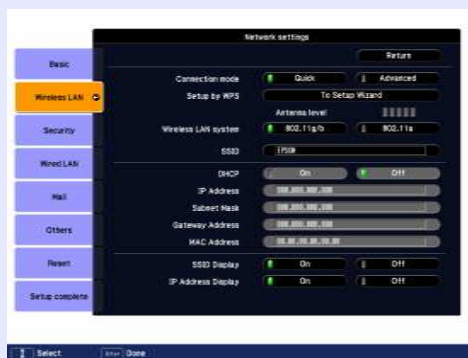 Network settings
Return
Basic
Connection mode Quick Advanced
Wireless LAN Setup by WPS To Setup Wizard
Antenna level
Security Wireless LAN system 802.11g/b 802.11a
SSID EPSON
Wired LAN
DHCP On Off
Mail IP Address
Subnet Mask
Others Gateway Address
MAC Address
Reset SSID Display On Off
IP Address Display On Off
Setup complete
Select Enter Done